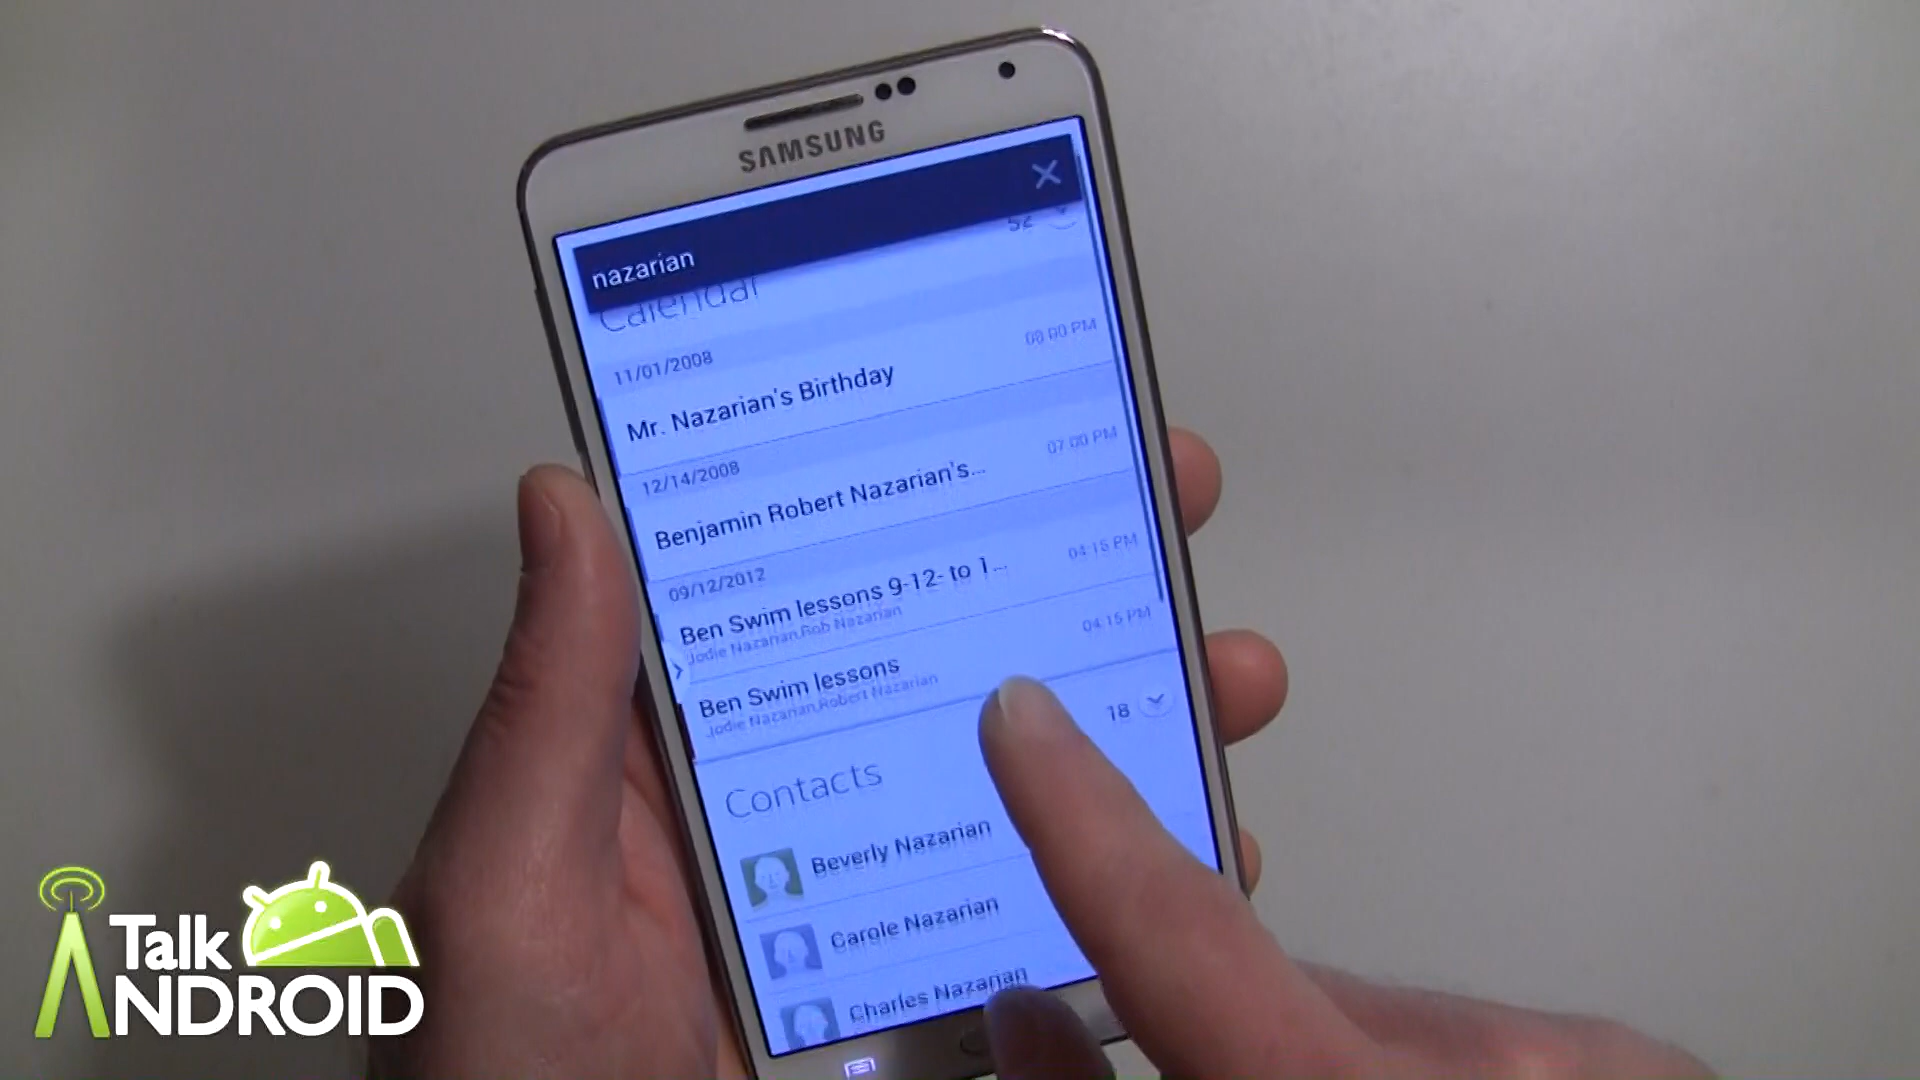 SAMSUNG
nazarian
52
Calendar
11/01/2008
08:00 PM
Mr. Nazarian's Birthday
12/14/2008
07:00 PM
Benjamin Robert Nazarian's...
09/12/2012
04:15 PM
Ben Swim lessons 9-12- to 1...
Jodie Nazarian,Rob Nazarian
04:15 PM
Ben Swim lessons
Jodie Nazarian,Robert Nazarian
18
Contacts
Beverly Nazarian
Carole Nazarian
Charles Nazarian
Talk
ANDROID